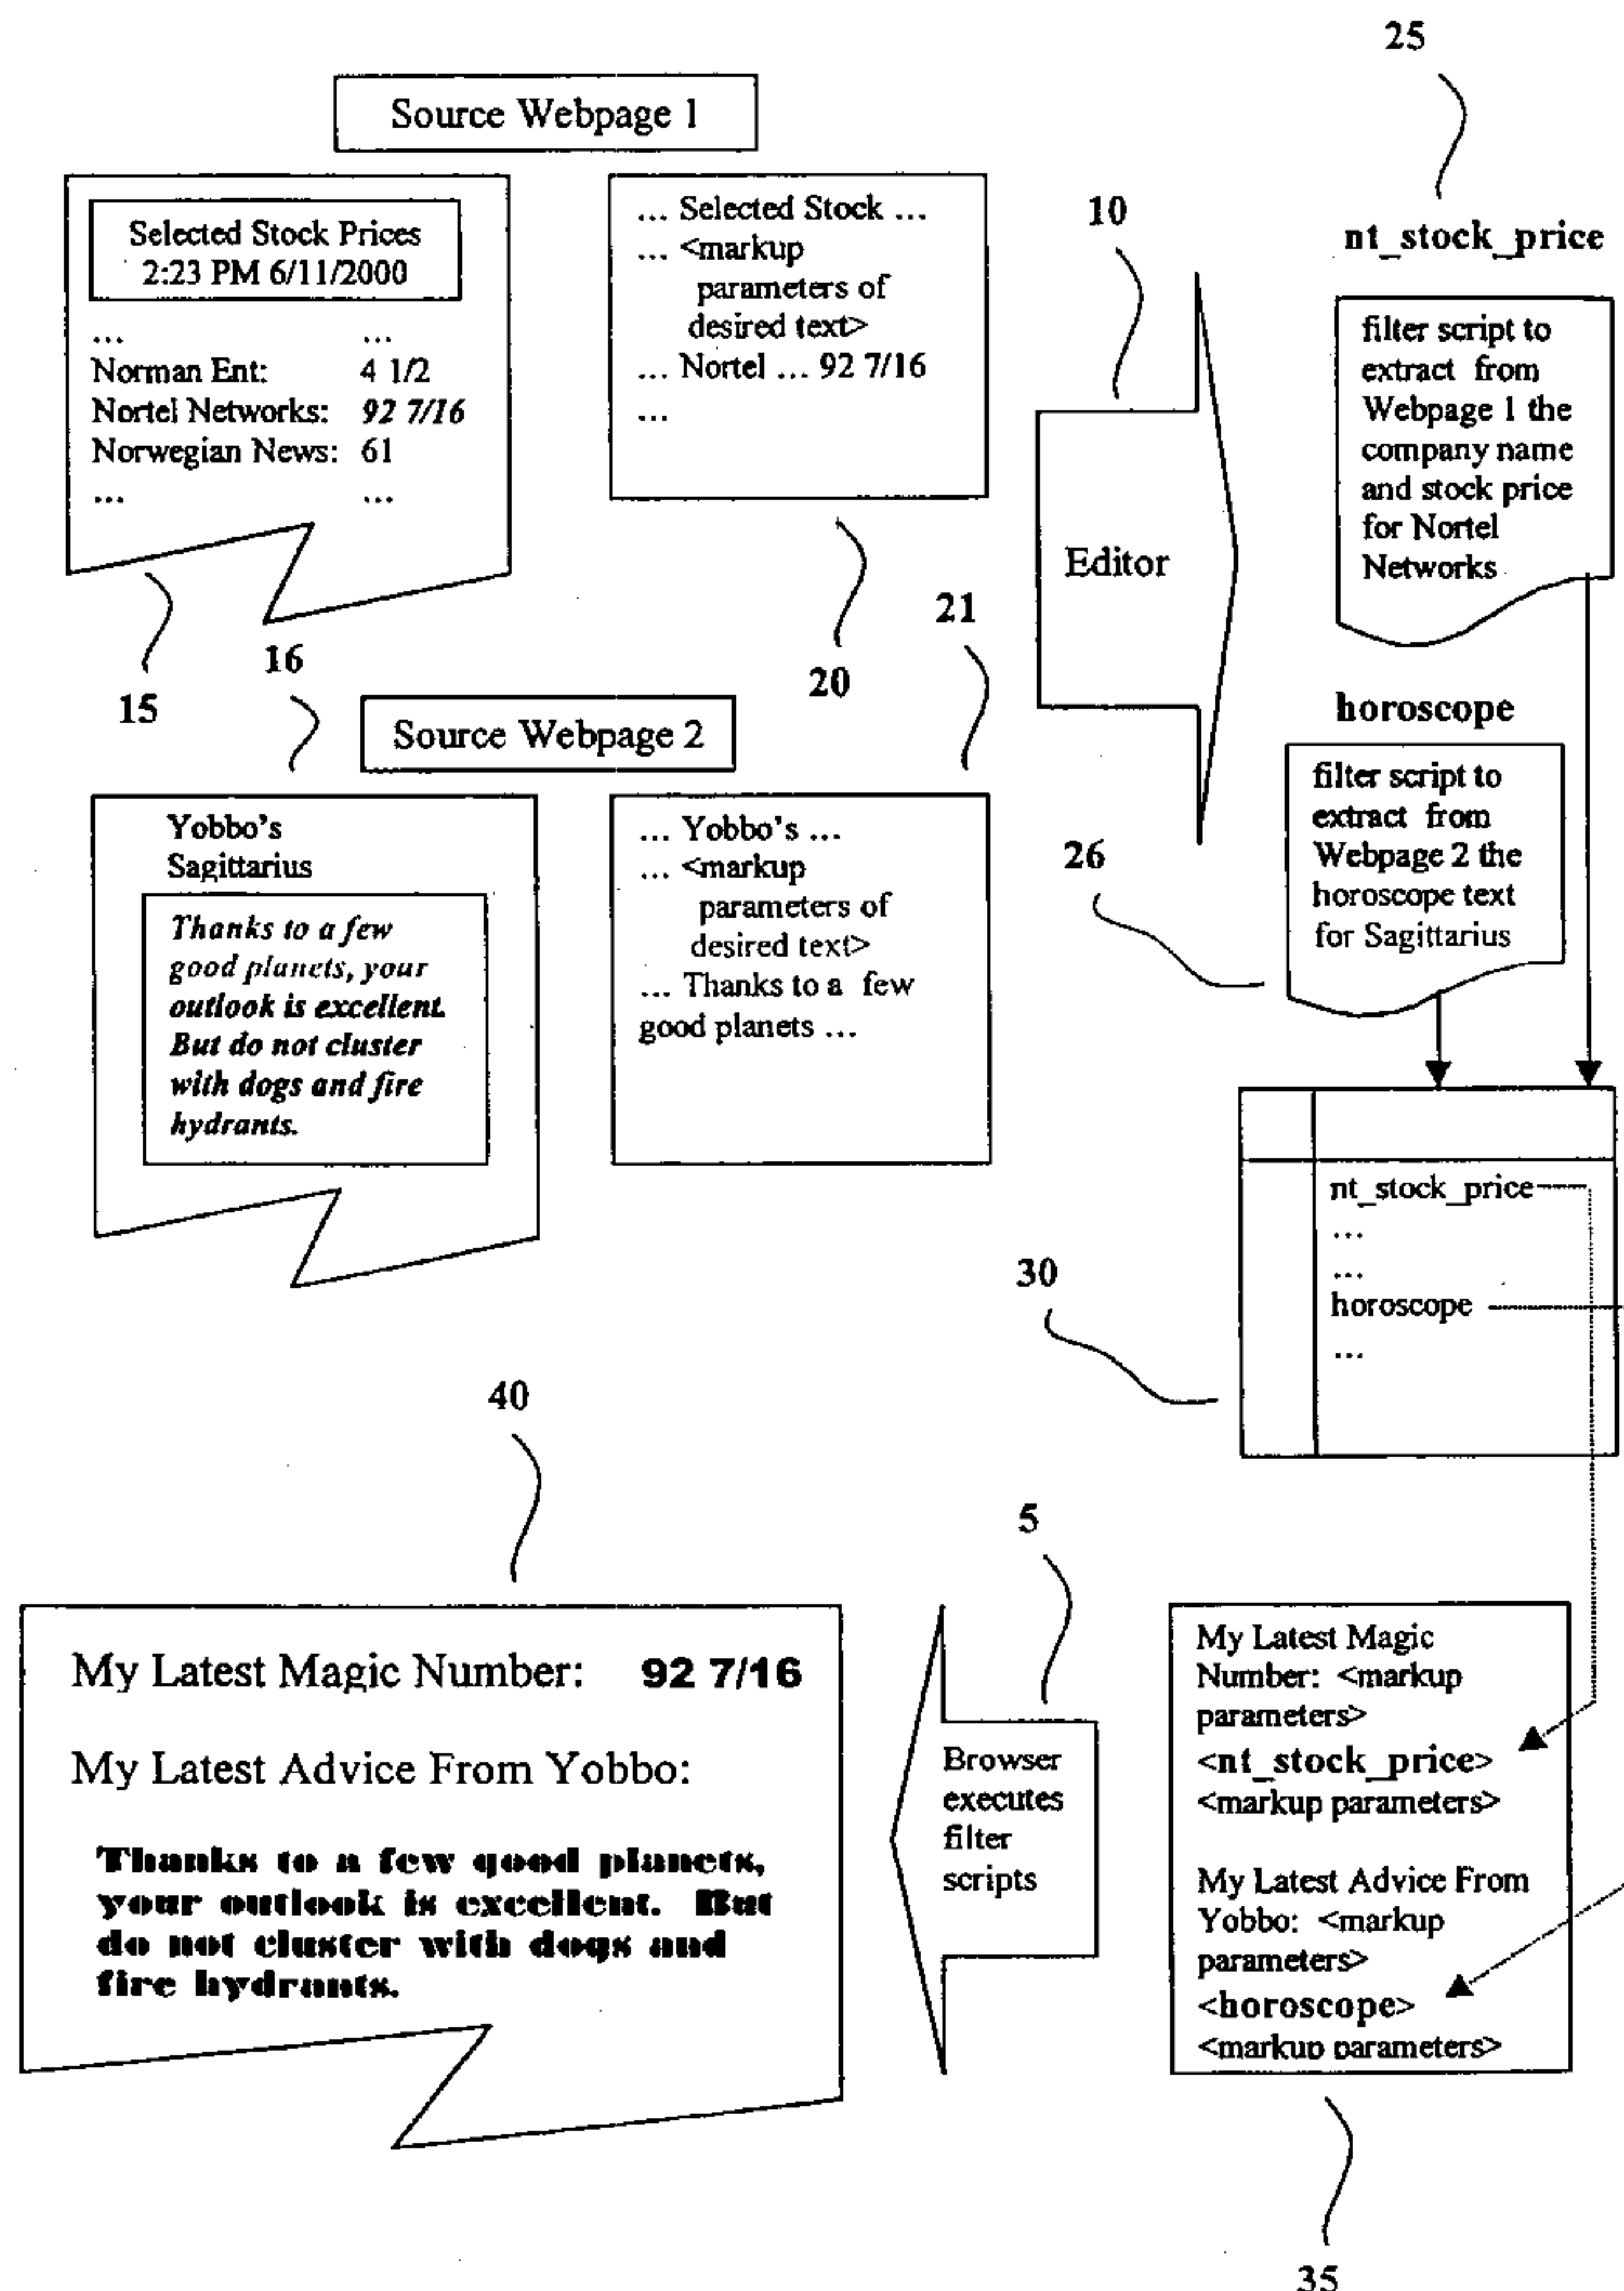 25
Source Webpage 1
Selected Stock Prices
2:23 PM 6/11/2000
... ...
Norman Ent: 4 1/2
Nortel Networks: 92 7/16
Norwegian News: 61
... ...
15
... Selected Stock ...
... <markup
parameters of
desired text>
... Nortel ... 92 7/16
...
20
10
Editor
nt_stock_price
filter script to
extract from
Webpage 1 the
company name
and stock price
for Nortel
Networks
16
Source Webpage 2
21
Yobbo's
Sagittarius
Thanks to a few
good planets, your
outlook is excellent.
But do not cluster
with dogs and fire
hydrants.
... Yobbo's ...
... <markup
parameters of
desired text>
... Thanks to a few
good planets ...
horoscope
26
filter script to
extract from
Webpage 2 the
horoscope text
for Sagittarius
30
nt_stock_price
...
...
horoscope
...
40
My Latest Magic Number: 92 7/16
My Latest Advice From Yobbo:
Thanks to a few good planets,
your outlook is excellent. But
do not cluster with dogs and
fire hydrants.
5
Browser
executes
filter
scripts
My Latest Magic
Number: <markup
parameters>
<nt_stock_price>
<markup parameters>
My Latest Advice From
Yobbo: <markup
parameters>
<horoscope>
<markup parameters>
35